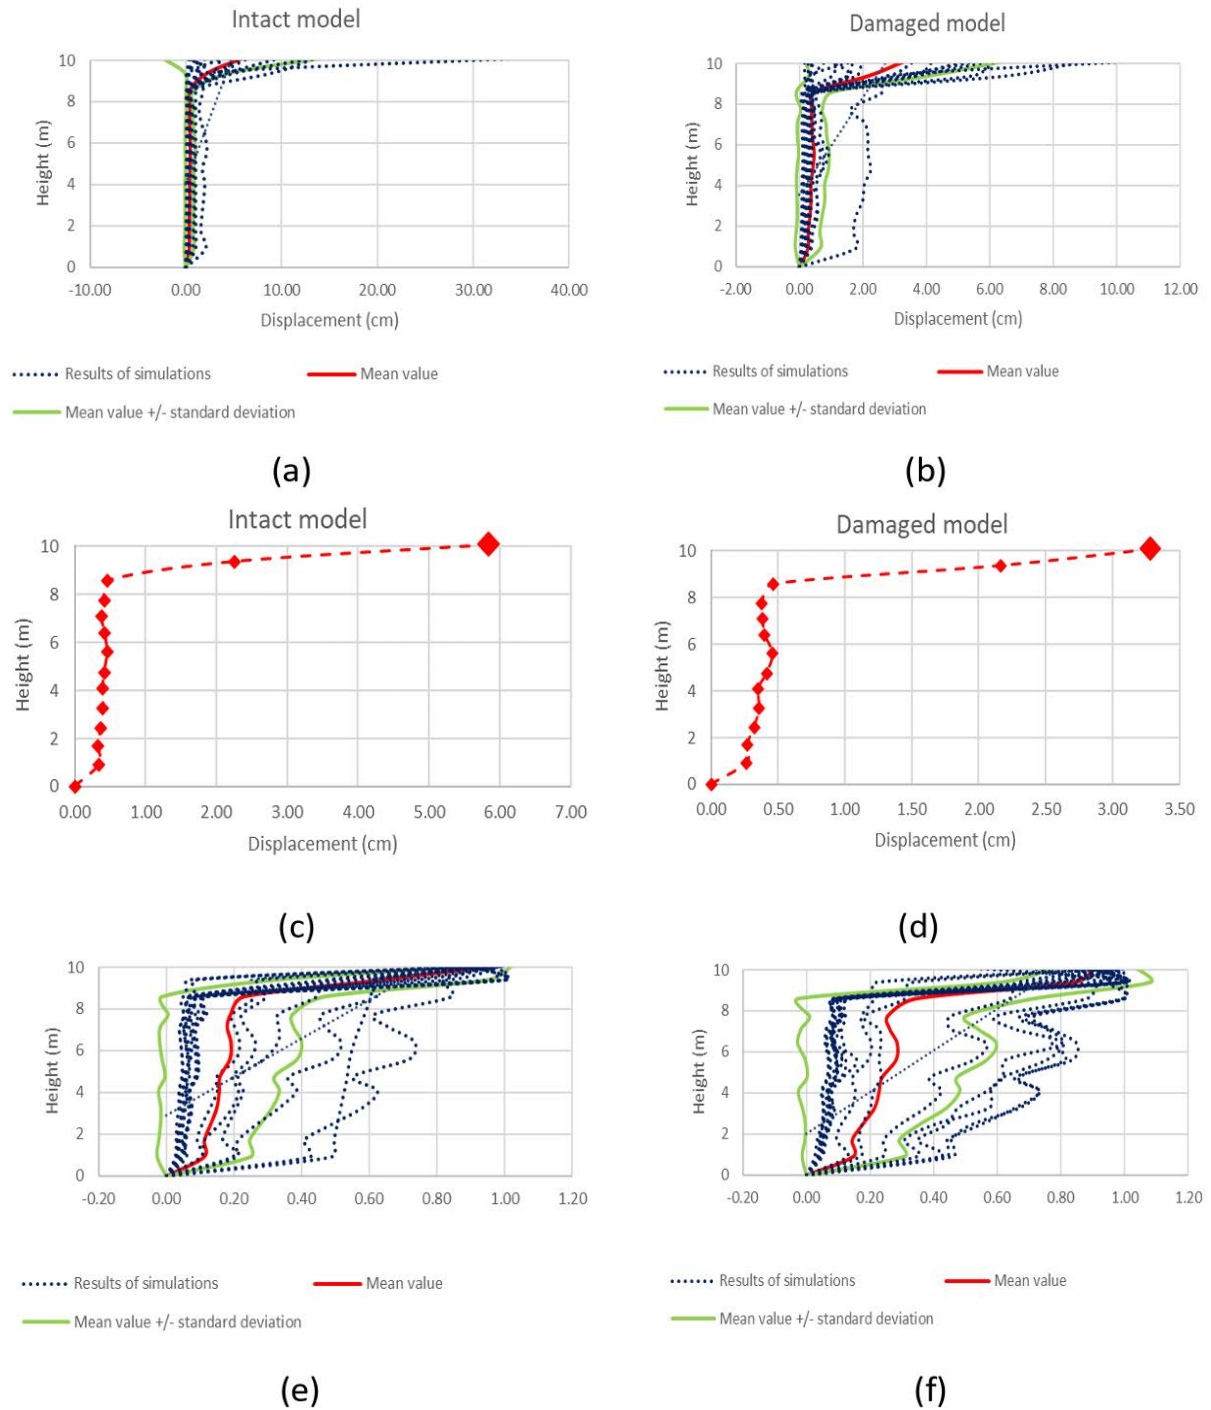 Intact model
Height (m)
10
8
6
4
2
0
-10.00 0.00 10.00 20.00 30.00 40.00
Displacement (cm)
Results of simulations Mean value
Mean value +/- standard deviation
(a)
Damaged model
Height (m)
10
8
6
4
2
0
-2.00 0.00 2.00 4.00 6.00 8.00 10.00 12.00
Displacement (cm)
Results of simulations Mean value
Mean value +/- standard deviation
(b)
Intact model
Height (m)
10
8
6
4
2
0
0.00 1.00 2.00 3.00 4.00 5.00 6.00 7.00
Displacement (cm)
(c)
Damaged model
Height (m)
10
8
6
4
2
0
0.00 0.50 1.00 1.50 2.00 2.50 3.00 3.50
Displacement (cm)
(d)
Height (m)
10
8
6
4
2
0
-0.20 0.00 0.20 0.40 0.60 0.80 1.00 1.20
Results of simulations Mean value
Mean value +/- standard deviation
(e)
Height (m)
10
8
6
4
2
0
-0.20 0.00 0.20 0.40 0.60 0.80 1.00 1.20
Results of simulations Mean value
Mean value +/- standard deviation
(f)